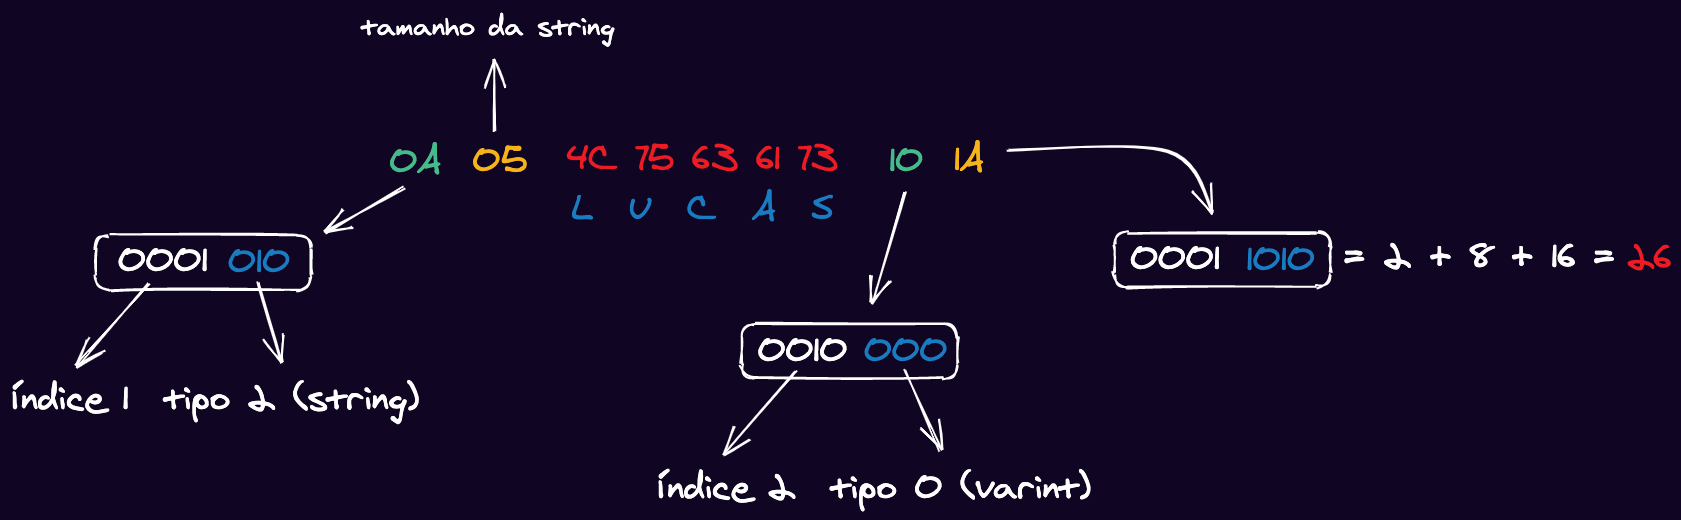 tamanho da string
0A 05 4C 75 63 61 73 10 1A
L U C A S
0001 010
0001 1010 = 2 + 8 + 16 = 26
0010 000
índice 1 tipo 2 (string)
índice 2 tipo 0 (varint)